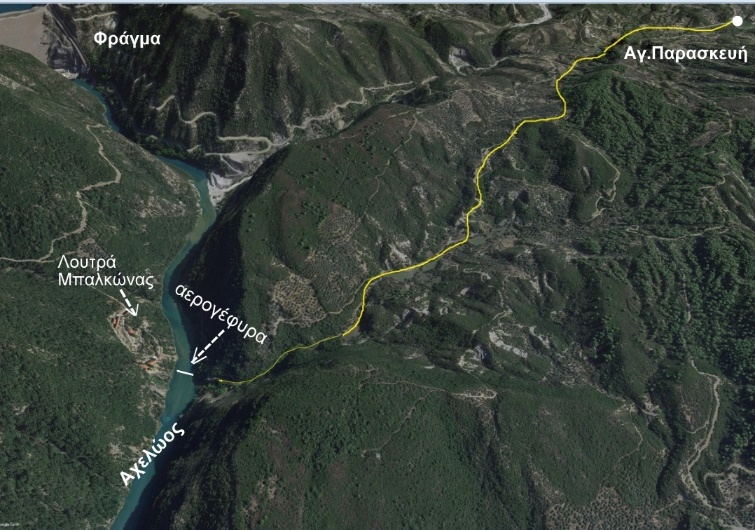 Φράγμα
Αγ.Παρασκευή
Λουτρά
Μπαλκώνας
αερογέφυρα
Αχελώος